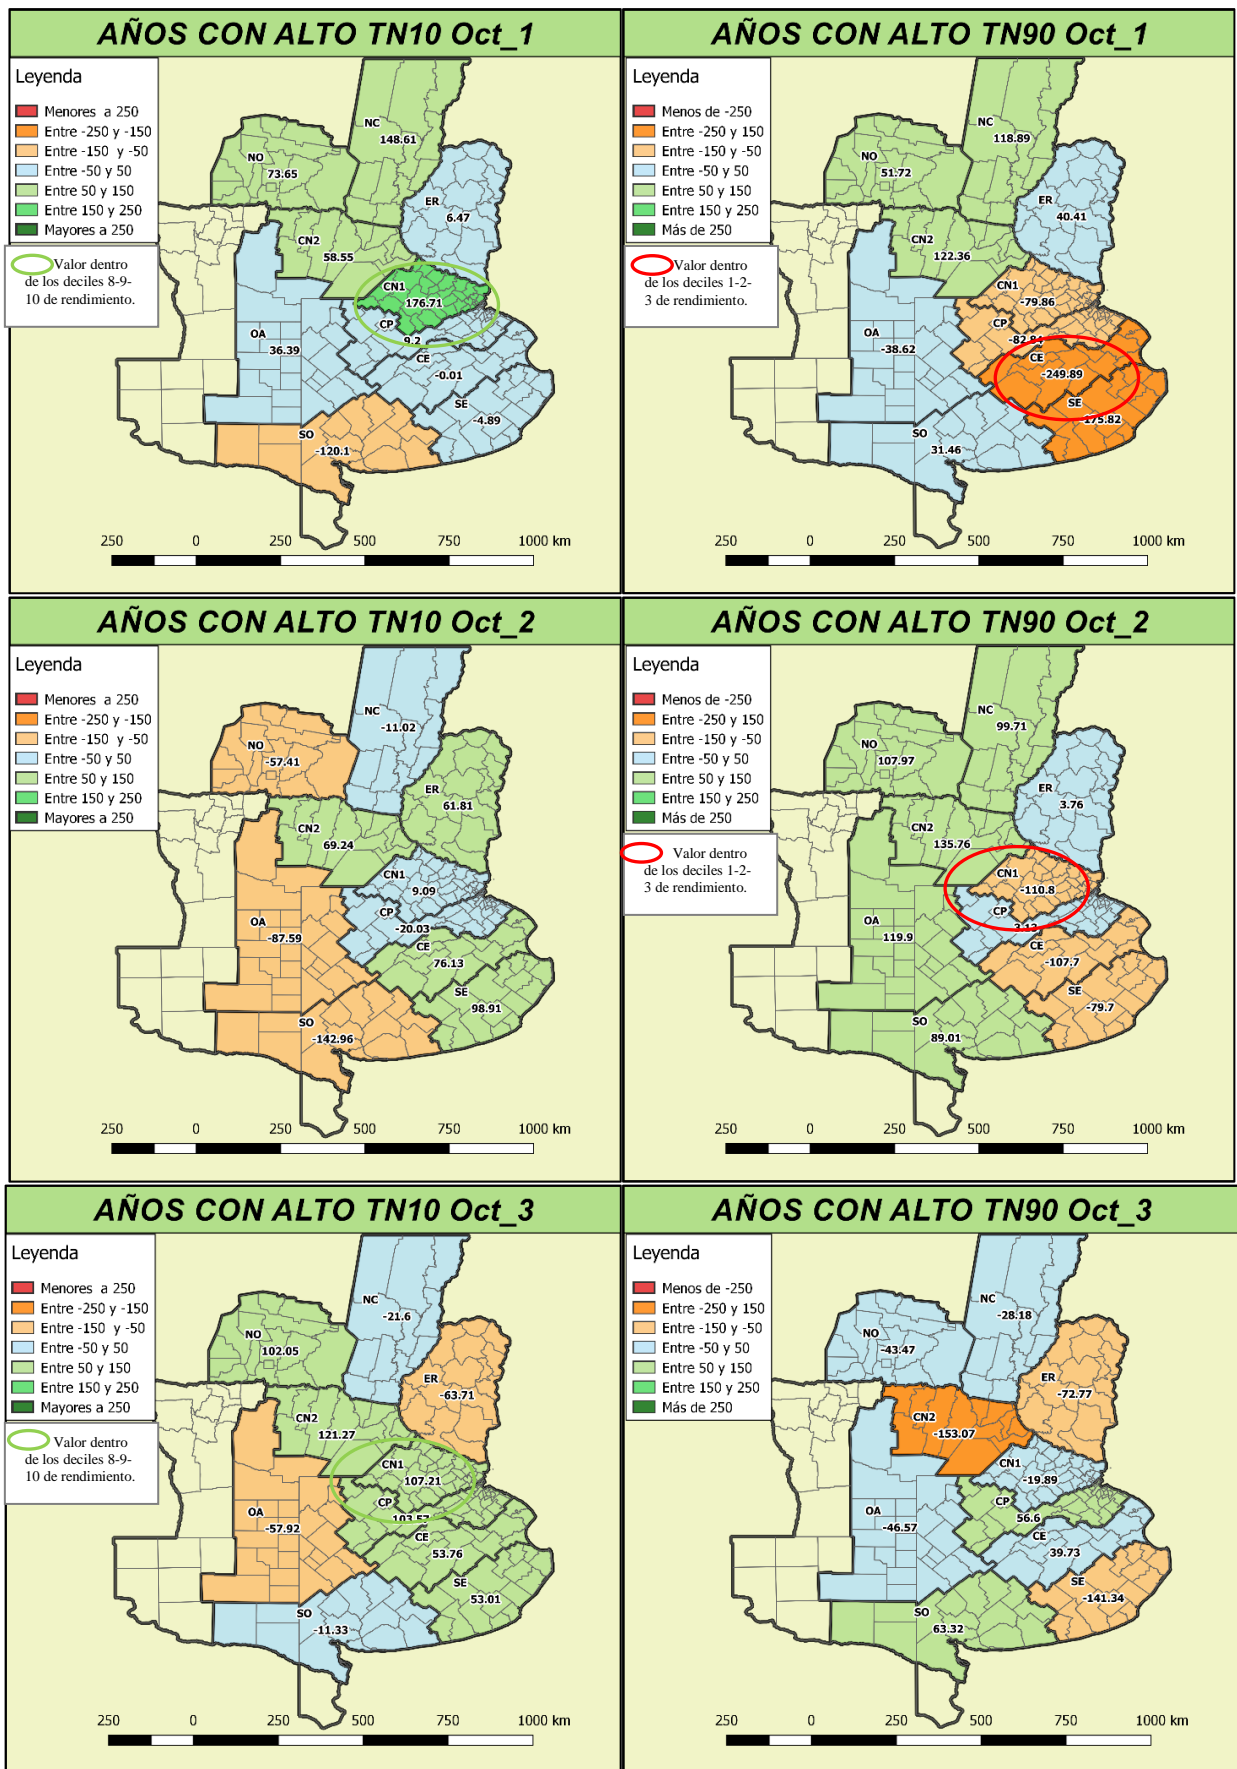 AÑOS CON ALTO TN10 Oct_1
Leyenda
Menores a 250
Entre -250 y -150
Entre -150 y -50
Entre -50 y 50
Entre 50 y 150
Entre 150 y 250
Mayores a 250
Valor dentro
de los deciles 8-9-
10 de rendimiento.
NC
148.61
NO
73.65
ER
6.47
CN2
58.55
CN1
176.71
CP
9.2
OA
36.39
CE
-0.01
SE
-4.89
SO
-120.1
250 0 250 500 750 1000 km
AÑOS CON ALTO TN90 Oct_1
Leyenda
Menos de -250
Entre -250 y 150
Entre -150 y -50
Entre -50 y 50
Entre 50 y 150
Entre 150 y 250
Más de 250
Valor dentro
de los deciles 1-2-
3 de rendimiento.
NC
118.89
NO
51.72
ER
40.41
CN2
122.36
CN1
-79.86
CP
OA
-38.62
CE
-249.89
SE
-175.82
SO
31.46
250 0 250 500 750 1000 km
AÑOS CON ALTO TN10 Oct_2
Leyenda
Menores a 250
Entre -250 y -150
Entre -150 y -50
Entre -50 y 50
Entre 50 y 150
Entre 150 y 250
Mayores a 250
NC
-11.02
NO
-57.41
ER
61.81
CN2
69.24
CN1
9.09
CP
-20.03
OA
-87.59
CE
76.13
SE
98.91
SO
-142.96
250 0 250 500 750 1000 km
AÑOS CON ALTO TN90 Oct_2
Leyenda
Menos de -250
Entre -250 y 150
Entre -150 y -50
Entre -50 y 50
Entre 50 y 150
Entre 150 y 250
Más de 250
Valor dentro
de los deciles 1-2-
3 de rendimiento.
NC
99.71
NO
107.97
ER
3.76
CN2
135.76
CN1
-110.8
CP
OA
119.9
CE
-107.7
SE
-79.7
SO
89.01
250 0 250 500 750 1000 km
AÑOS CON ALTO TN10 Oct_3
Leyenda
Menores a 250
Entre -250 y -150
Entre -150 y -50
Entre -50 y 50
Entre 50 y 150
Entre 150 y 250
Mayores a 250
Valor dentro
de los deciles 8-9-
10 de rendimiento.
NC
-21.6
NO
102.05
ER
-63.71
CN2
121.27
CN1
107.21
CP
103.57
OA
-57.92
CE
53.76
SE
53.01
SO
-11.33
250 0 250 500 750 1000 km
AÑOS CON ALTO TN90 Oct_3
Leyenda
Menos de -250
Entre -250 y 150
Entre -150 y -50
Entre -50 y 50
Entre 50 y 150
Entre 150 y 250
Más de 250
NC
-28.18
NO
-43.47
ER
-72.77
CN2
-153.07
CN1
-19.89
CP
56.6
OA
-46.57
CE
39.73
SE
-141.34
SO
63.32
250 0 250 500 750 1000 km